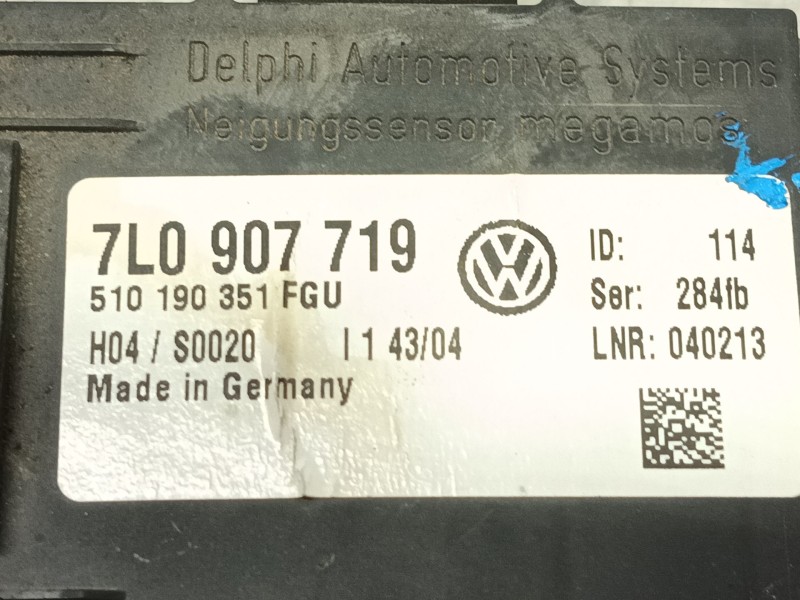 Delphi Automotive Systems
Neigungssensor megamos
7L0 907 719
510 190 351 FGU
H04 / S0020 I 1 43/04
Made in Germany
VW
ID: 114
Ser: 284fb
LNR: 040213